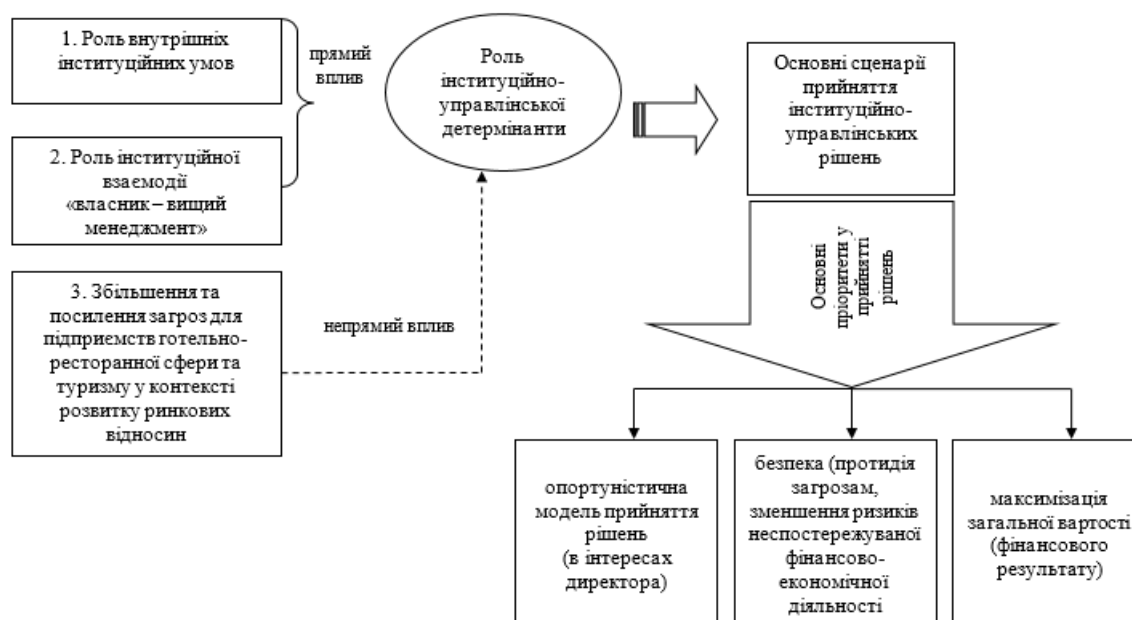 1. Роль внутрішніх
інституційних умов
прямий
вплив
2. Роль інституційної
взаємодії
«власник – вищий
менеджмент»
3. Збільшення та
посилення загроз для
підприємств готельно-
ресторанної сфери та
туризму у контексті
розвитку ринкових
відносин
непрямий вплив
Роль
інституційно-
управлінської
детермінанти
Основні сценарії
прийняття
інституційно-
управлінських
рішень
Основні
пріоритети у
прийнятті
рішень
опортуністична
модель прийняття
рішень
(в інтересах
директора)
безпека (протидія
загрозам,
зменшення ризиків
неспостережуваної
фінансово-
економічної
діяльності
максимізація
загальної вартості
(фінансового
результату)